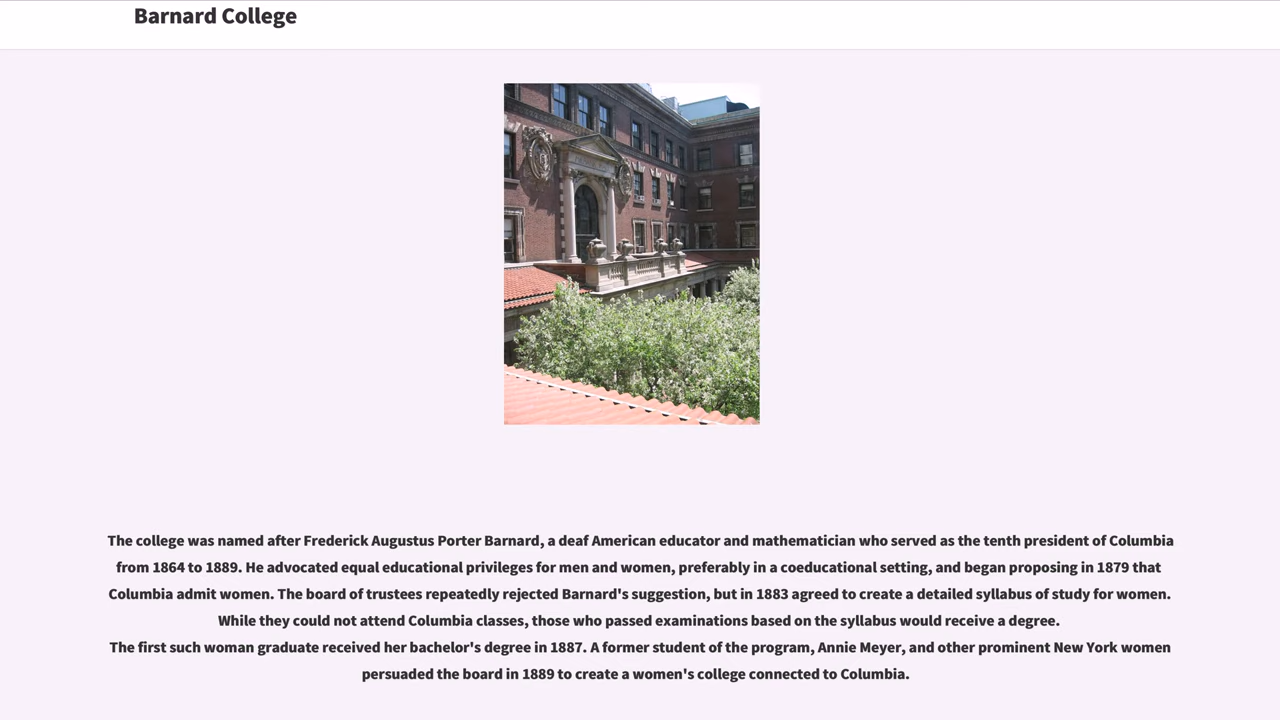 Barnard College
The college was named after Frederick Augustus Porter Barnard, a deaf American educator and mathematician who served as the tenth president of Columbia
from 1864 to 1889. He advocated equal educational privileges for men and women, preferably in a coeducational setting, and began proposing in 1879 that
Columbia admit women. The board of trustees repeatedly rejected Barnard's suggestion, but in 1883 agreed to create a detailed syllabus of study for women.
While they could not attend Columbia classes, those who passed examinations based on the syllabus would receive a degree.
The first such woman graduate received her bachelor's degree in 1887. A former student of the program, Annie Meyer, and other prominent New York women
persuaded the board in 1889 to create a women's college connected to Columbia.